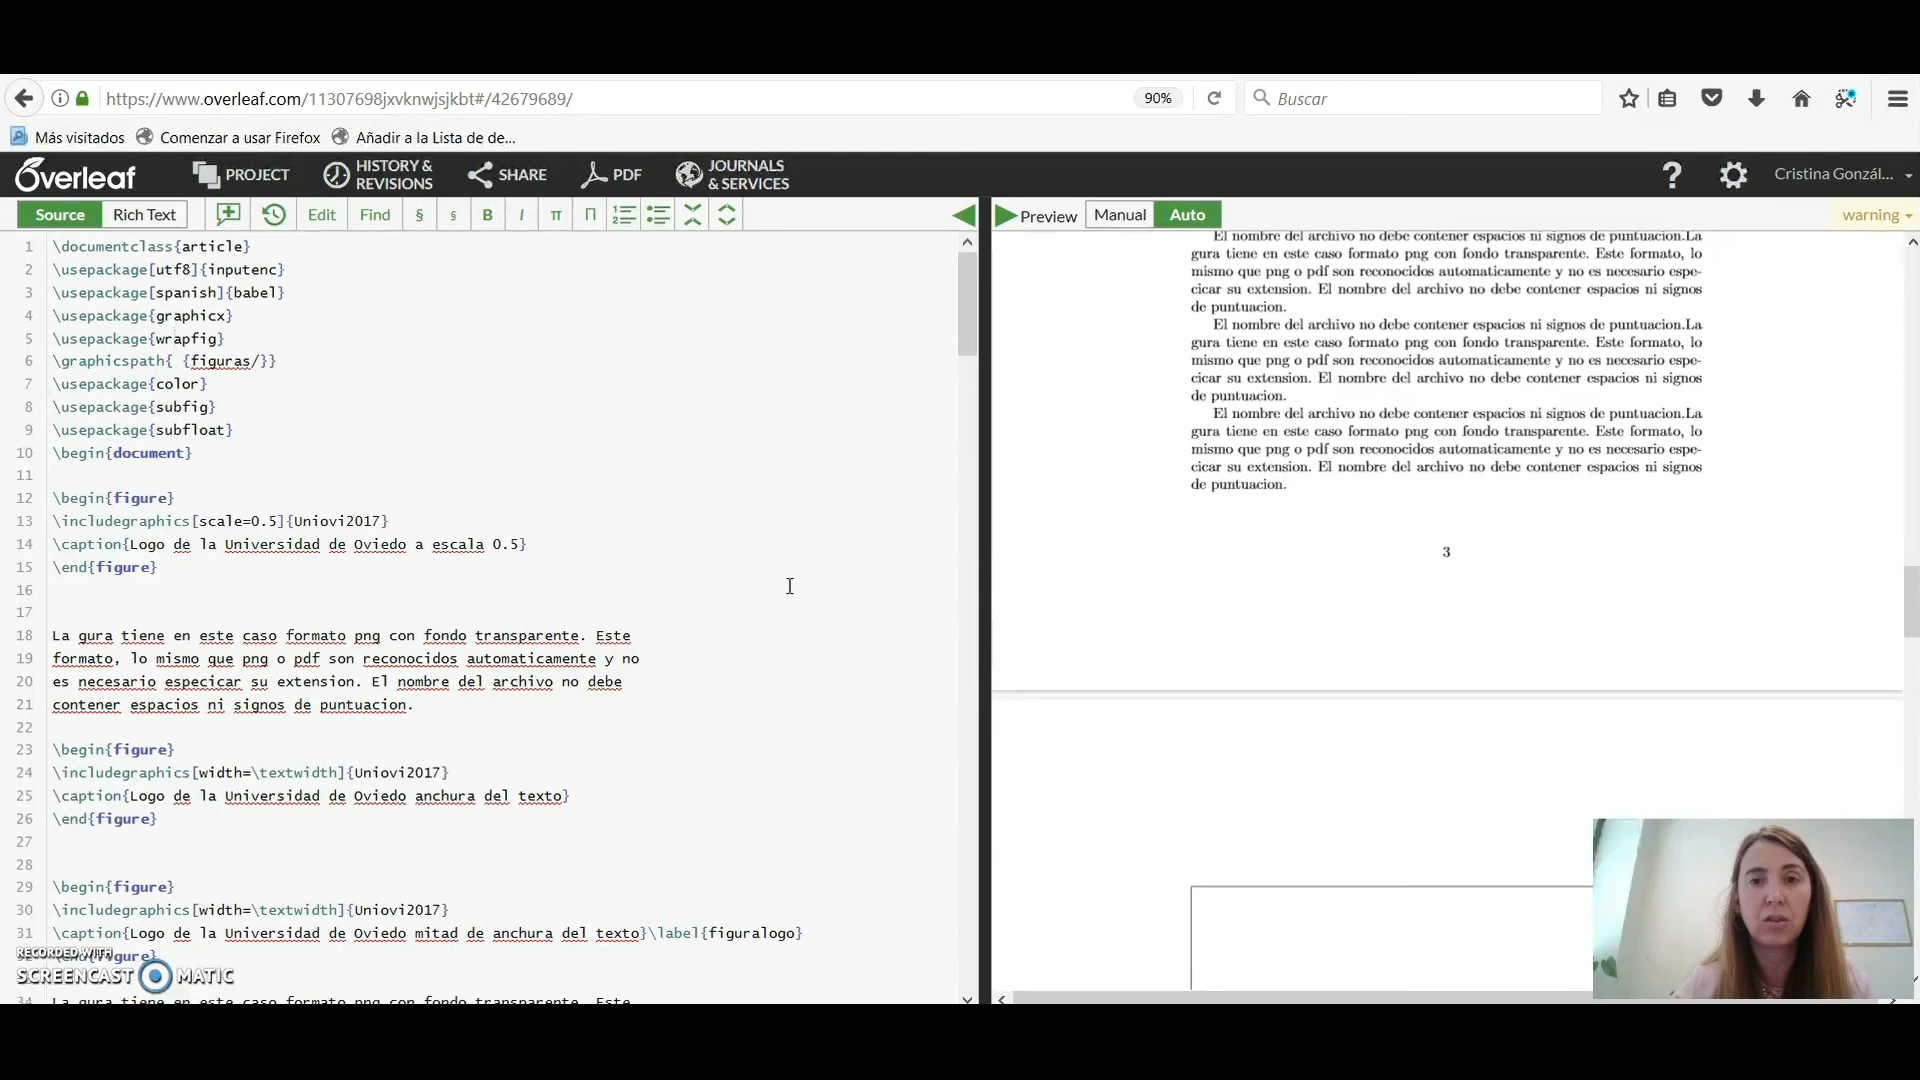 https://www.overleaf.com/11307698jxvknwjsjkbt#/42679689/
90%
Buscar
Más visitados
Comenzar a usar Firefox
Añadir a la Lista de de...
Overleaf
PROJECT
HISTORY &
REVISIONS
SHARE
PDF
JOURNALS
& SERVICES
?
Cristina Gonzál...
Source
Rich Text
Edit
Find
§
§
B
I
π
Π
Preview
Manual
Auto
warning
1 \documentclass{article}
2 \usepackage[utf8]{inputenc}
3 \usepackage[spanish]{babel}
4 \usepackage{graphicx}
5 \usepackage{wrapfig}
6 \graphicspath{ {figuras/}}
7 \usepackage{color}
8 \usepackage{subfig}
9 \usepackage{subfloat}
10 \begin{document}
11
12 \begin{figure}
13 \includegraphics[scale=0.5]{Uniovi2017}
14 \caption{Logo de la Universidad de Oviedo a escala 0.5}
15 \end{figure}
16
17
18 La gura tiene en este caso formato png con fondo transparente. Este
19 formato, lo mismo que png o pdf son reconocidos automaticamente y no
20 es necesario especicar su extension. El nombre del archivo no debe
21 contener espacios ni signos de puntuacion.
22
23 \begin{figure}
24 \includegraphics[width=\textwidth]{Uniovi2017}
25 \caption{Logo de la Universidad de Oviedo anchura del texto}
26 \end{figure}
27
28
29 \begin{figure}
30 \includegraphics[width=\textwidth]{Uniovi2017}
31 \caption{Logo de la Universidad de Oviedo mitad de anchura del texto}\label{figuralogo}
figure}
34 La gura tiene en este caso formato png con fondo transparente. Este
RECORDED WITH
SCREENCAST MATIC
El nombre del archivo no debe contener espacios ni signos de puntuacion.La
gura tiene en este caso formato png con fondo transparente. Este formato, lo
mismo que png o pdf son reconocidos automaticamente y no es necesario espe-
cicar su extension. El nombre del archivo no debe contener espacios ni signos
de puntuacion.
El nombre del archivo no debe contener espacios ni signos de puntuacion.La
gura tiene en este caso formato png con fondo transparente. Este formato, lo
mismo que png o pdf son reconocidos automaticamente y no es necesario espe-
cicar su extension. El nombre del archivo no debe contener espacios ni signos
de puntuacion.
El nombre del archivo no debe contener espacios ni signos de puntuacion.La
gura tiene en este caso formato png con fondo transparente. Este formato, lo
mismo que png o pdf son reconocidos automaticamente y no es necesario espe-
cicar su extension. El nombre del archivo no debe contener espacios ni signos
de puntuacion.
3